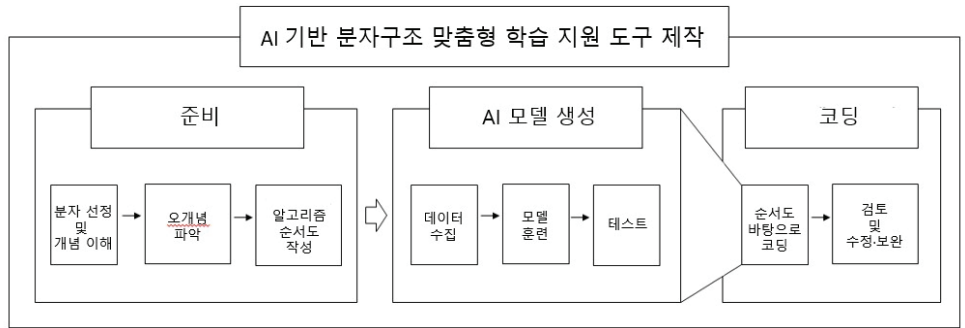 AI 기반 분자구조 맞춤형 학습 지원 도구 제작
준비
AI 모델 생성
코딩
분자 선정
및
개념 이해
오개념
파악
알고리즘
순서도
작성
데이터
수집
모델
훈련
테스트
순서도
바탕으로
코딩
검토
및
수정·보완